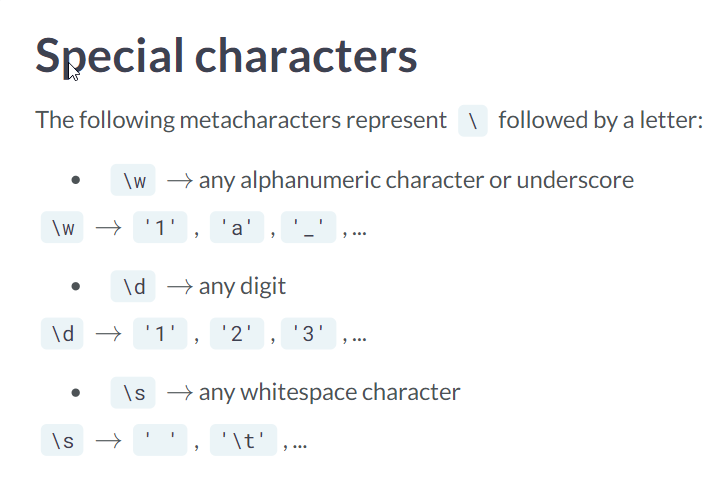 Special characters
The following metacharacters represent \ followed by a letter:
• \w → any alphanumeric character or underscore
\w → '1' , 'a' , '_' , ...
• \d → any digit
\d → '1' , '2' , '3' , ...
• \s → any whitespace character
\s → ' ' , '\t' , ...